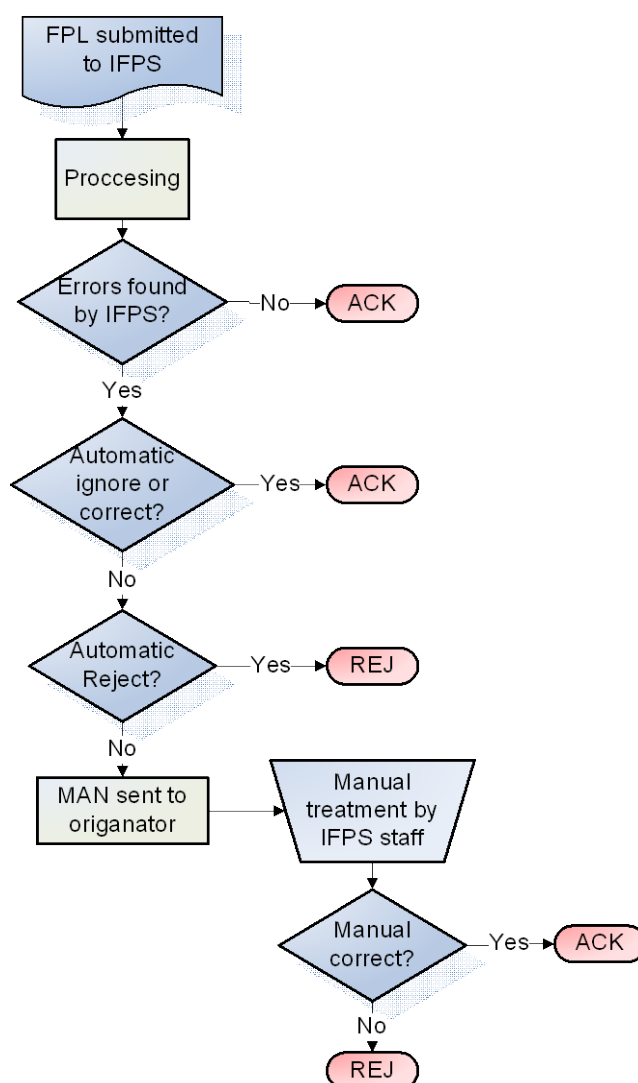 FPL submitted
to IFPS
Proccesing
Errors found
by IFPS?
No
ACK
Yes
Automatic
ignore or
correct?
Yes
ACK
No
Automatic
Reject?
Yes
REJ
No
MAN sent to
origanator
Manual
treatment by
IFPS staff
Manual
correct?
Yes
ACK
No
REJ